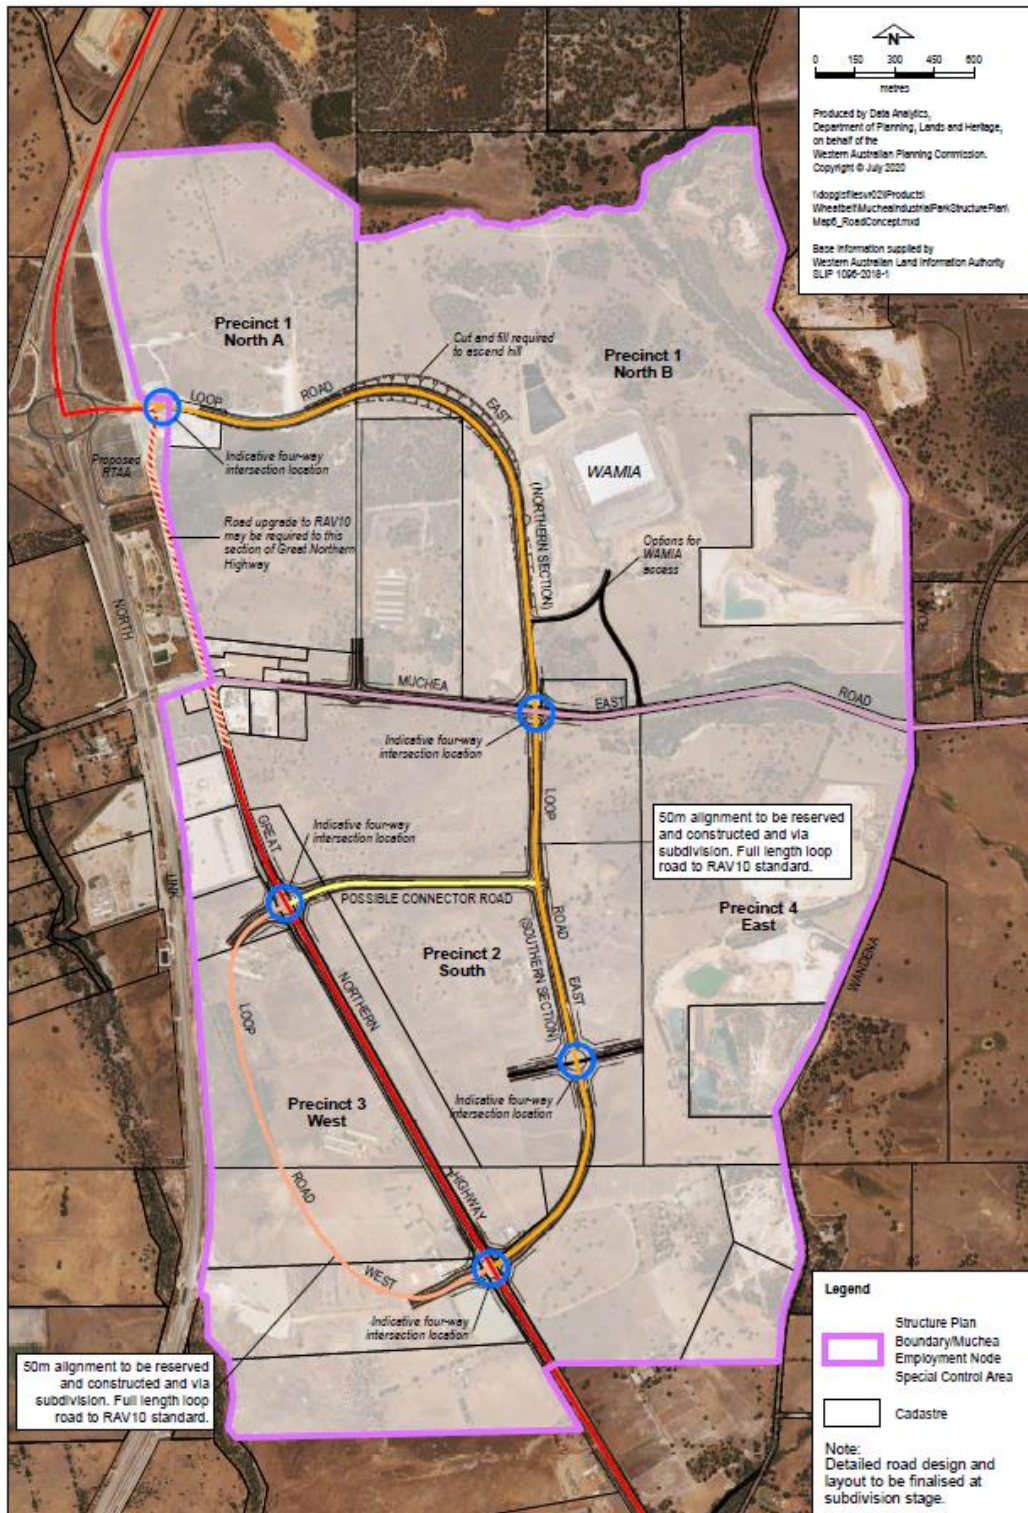 N
0 150 300 450 600
metres
Produced by Data Analytics,
Department of Planning, Lands and Heritage,
on behalf of the
Western Australian Planning Commission.
Copyright © July 2020
Map6_RoadConcept.mxd
Base information supplied by
Western Australian Land Information Authority
SLIP 1096-2018-1
Precinct 1
North A
Cut and fill required
to ascend hill
Precinct 1
North B
LOOP
ROAD
EAST
(NORTHERN SECTION)
Indicative four-way
intersection location
Proposed
RTAA
WAMIA
Road upgrade to RAV10
may be required to this
section of Great Northern
Highway
Options for
WAMIA
access
NORTH
ROAD
MUCHEA
EAST
ROAD
Indicative four-way
intersection location
LOOP
GREAT
Indicative four-way
intersection location
50m alignment to be reserved
and constructed and via
subdivision. Full length loop
road to RAV10 standard.
LINK
POSSIBLE CONNECTOR ROAD
Precinct 4
East
ROAD
(SOUTHERN SECTION)
EAST
Precinct 2
South
WANDENA
NORTHERN
LOOP
Precinct 3
West
Indicative four-way
intersection location
ROAD
HIGHWAY
WEST
Indicative four-way
intersection location
50m alignment to be reserved
and constructed and via
subdivision. Full length loop
road to RAV10 standard.
Legend
Structure Plan
Boundary/Muchea
Employment Node
Special Control Area
Cadastre
Note:
Detailed road design and
layout to be finalised at
subdivision stage.